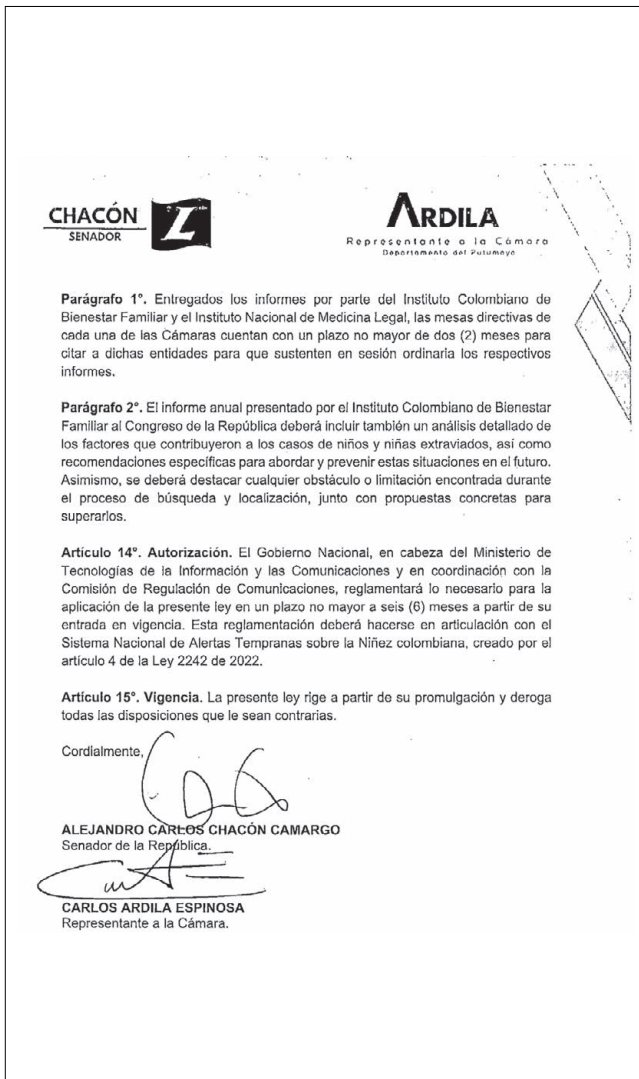 CHACÓN
SENADOR
L
ARDILA
Representante a la Cámara
Departamento del Putumayo
Parágrafo 1°. Entregados los informes por parte del Instituto Colombiano de
Bienestar Familiar y el Instituto Nacional de Medicina Legal, las mesas directivas de
cada una de las Cámaras cuentan con un plazo no mayor de dos (2) meses para
citar a dichas entidades para que sustenten en sesión ordinaria los respectivos
informes.
Parágrafo 2°. El informe anual presentado por el Instituto Colombiano de Bienestar
Familiar al Congreso de la República deberá incluir también un análisis detallado de
los factores que contribuyeron a los casos de niños y niñas extraviados, así como
recomendaciones específicas para abordar y prevenir estas situaciones en el futuro.
Asimismo, se deberá destacar cualquier obstáculo o limitación encontrada durante
el proceso de búsqueda y localización, junto con propuestas concretas para
superarlos.
Artículo 14°. Autorización. El Gobierno Nacional, en cabeza del Ministerio de
Tecnologías de la Información y las Comunicaciones y en coordinación con la
Comisión de Regulación de Comunicaciones, reglamentará lo necesario para la
aplicación de la presente ley en un plazo no mayor a seis (6) meses a partir de su
entrada en vigencia. Esta reglamentación deberá hacerse en articulación con el
Sistema Nacional de Alertas Tempranas sobre la Niñez colombiana, creado por el
artículo 4 de la Ley 2242 de 2022.
Artículo 15°. Vigencia. La presente ley rige a partir de su promulgación y deroga
todas las disposiciones que le sean contrarias.
Cordialmente,
ALEJANDRO CARLOS CHACÓN CAMARGO
Senador de la República.
CARLOS ARDILA ESPINOSA
Representante a la Cámara.